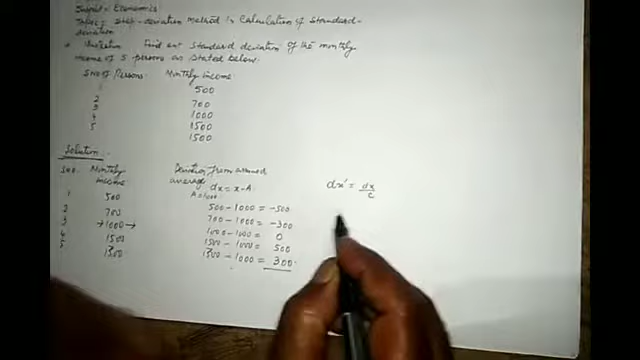 Subject - Economics
Topic - Step-deviation method in Calculation of Standard-
deviation
Question Find out Standard deviation of the monthly
income of 5 persons as stated below.
S.No of Persons Monthly income
1 500
2 700
3 1000
4 1500
5 1500
Solution
S.No. Monthly income Deviation from assumed average
dx = x-A
A=1000
1 500 500-1000 = -500
2 700 700-1000 = -300
3 →1000→ 1000-1000 = 0
4 1500 1500-1000 = 500
5 1300 1300-1000 = 300
dx' = dx/c